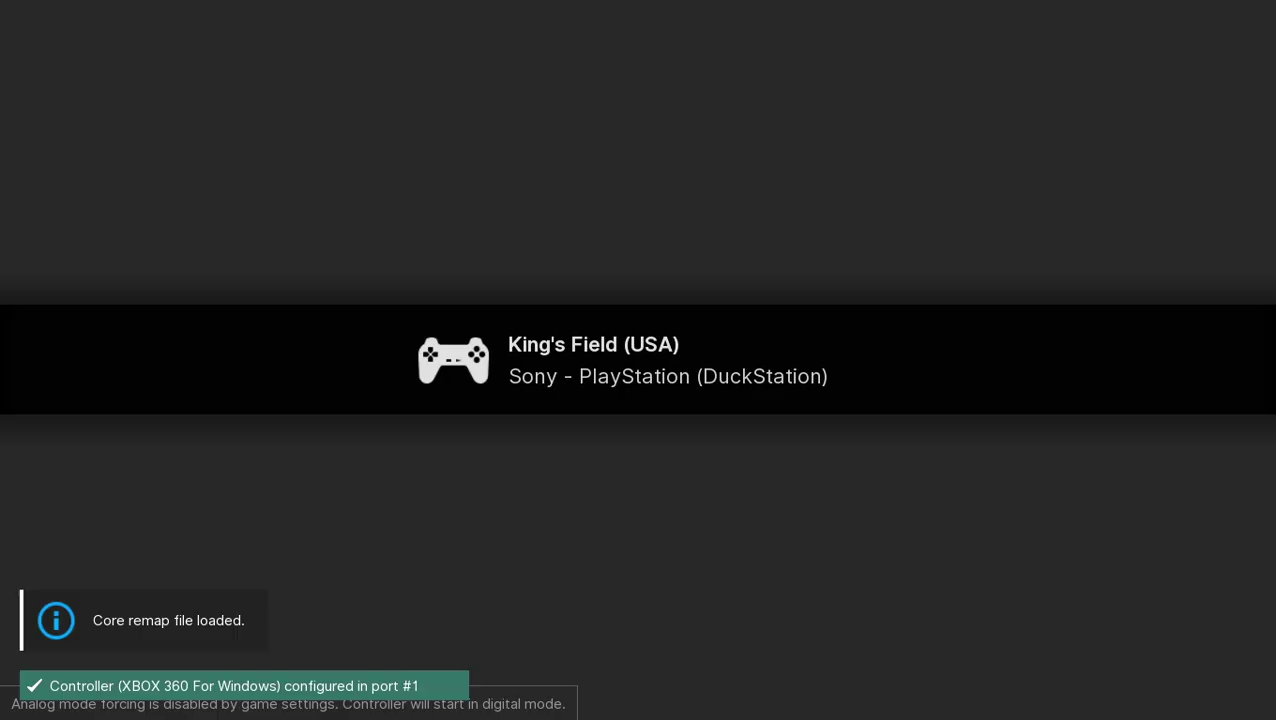 King's Field (USA)
Sony - PlayStation (DuckStation)
Core remap file loaded.
Controller (XBOX 360 For Windows) configured in port #1
Analog mode forcing is disabled by game settings. Controller will start in digital mode.